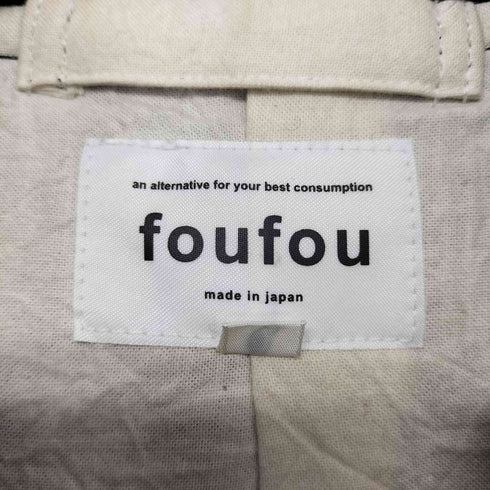 an alternative for your best consumption
foufou
made in japan